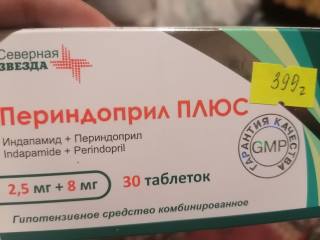 Северная
ЗВЕЗДА
399 г
Периндоприл ПЛЮС
Индапамид + Периндоприл
Indapamide + Perindopril
ГАРАНТИЯ КАЧЕСТВА
GMP
2,5 мг + 8 мг
30 таблеток
Гипотензивное средство комбинированное